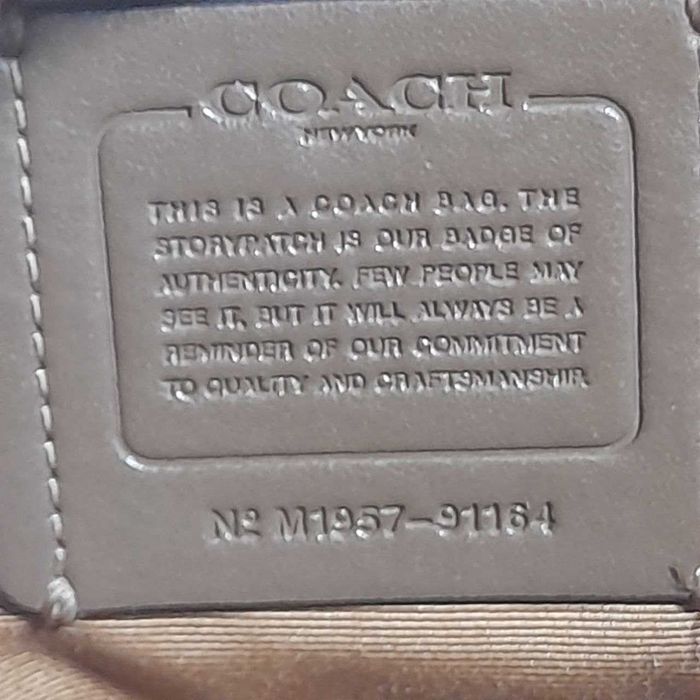 COACH
NEW YORK
THIS IS A COACH BAG. THE
STORYPATCH IS OUR BADGE OF
AUTHENTICITY. FEW PEOPLE MAY
SEE IT, BUT IT WILL ALWAYS BE A
REMINDER OF OUR COMMITMENT
TO QUALITY AND CRAFTSMANSHIP.
Nº M1957-91164